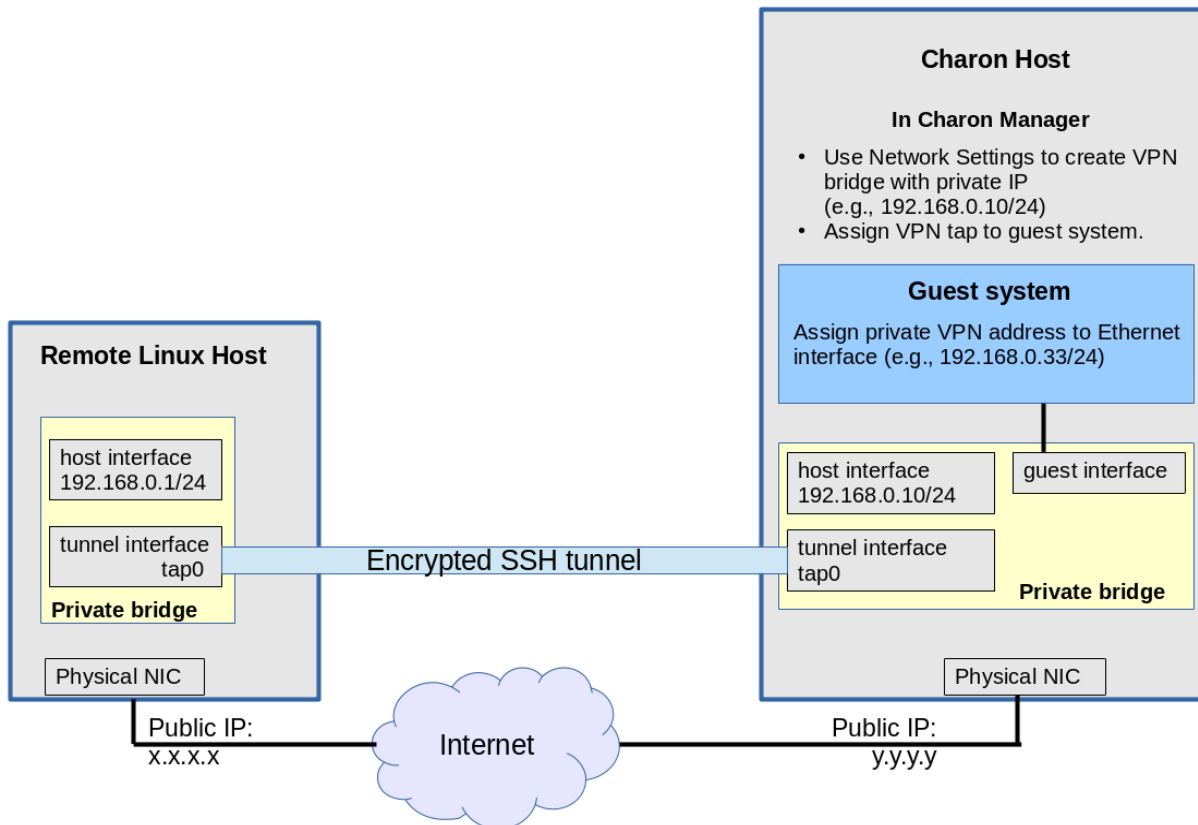 Charon Host
In Charon Manager
• Use Network Settings to create VPN
bridge with private IP
(e.g., 192.168.0.10/24)
• Assign VPN tap to guest system.
Guest system
Assign private VPN address to Ethernet
interface (e.g., 192.168.0.33/24)
Remote Linux Host
host interface
192.168.0.1/24
tunnel interface
tap0
Private bridge
Physical NIC
Encrypted SSH tunnel
host interface
192.168.0.10/24
guest interface
tunnel interface
tap0
Private bridge
Physical NIC
Public IP:
x.x.x.x
Internet
Public IP:
y.y.y.y